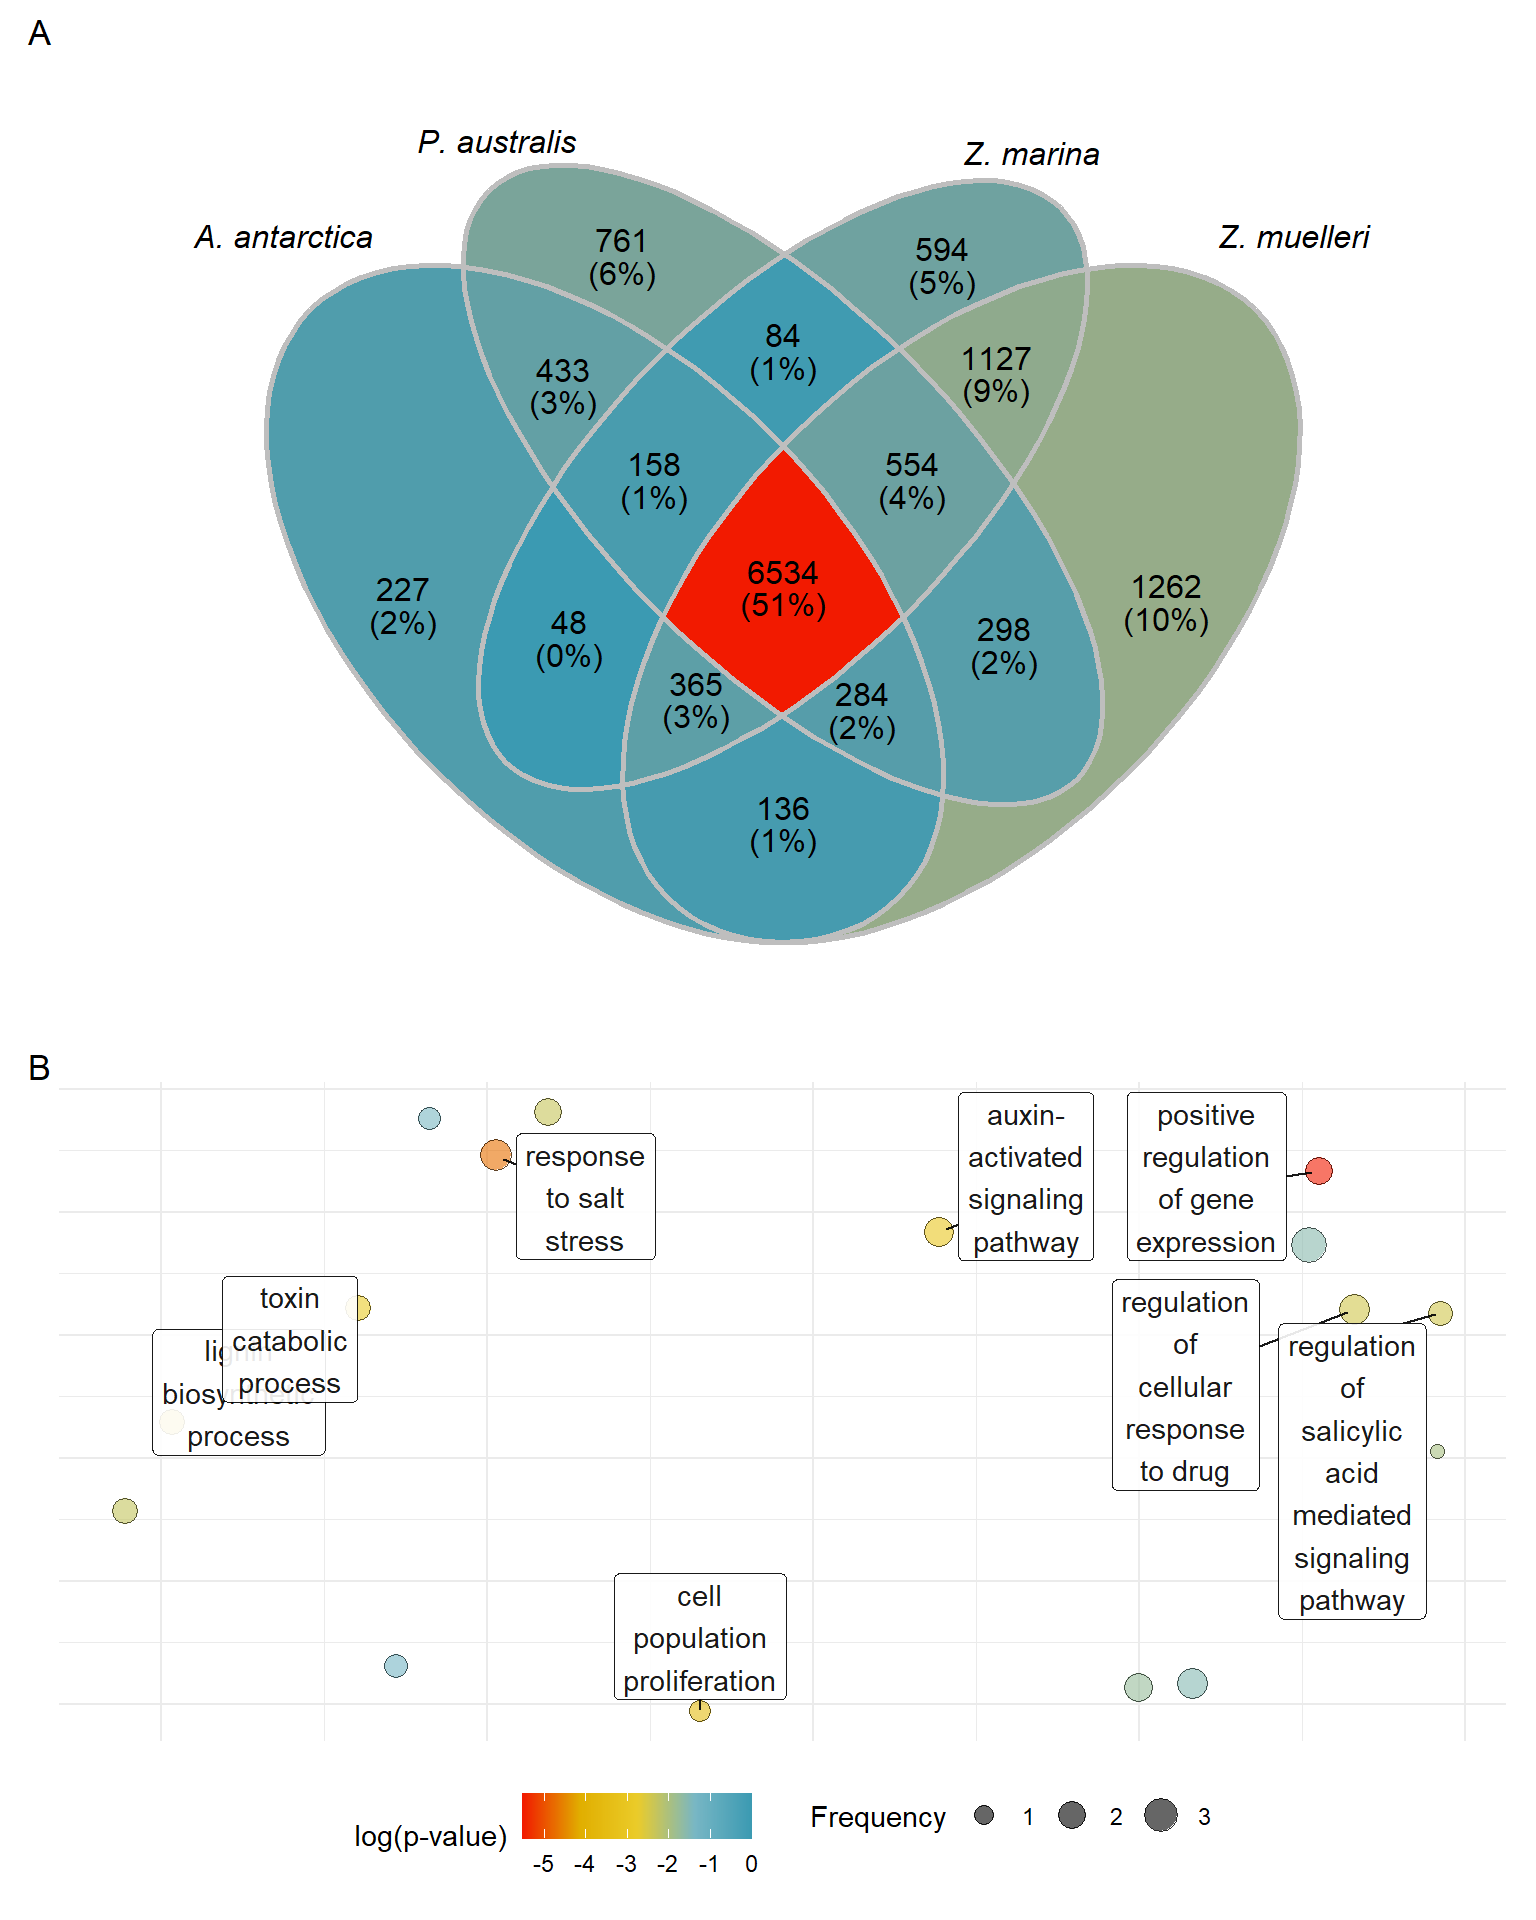 A
P. australis
Z. marina
A. antarctica
Z. muelleri
761
(6%)
594
(5%)
84
(1%)
1127
(9%)
433
(3%)
158
(1%)
554
(4%)
6534
(51%)
227
(2%)
48
(0%)
298
(2%)
1262
(10%)
365
(3%)
284
(2%)
136
(1%)
B
response
to salt
stress
auxin-
activated
signaling
pathway
positive
regulation
of gene
expression
toxin
catabolic
process
lignin
biosynthetic
process
regulation
of
cellular
response
to drug
regulation
of
salicylic
acid
mediated
signaling
pathway
cell
population
proliferation
log(p-value)
-5 -4 -3 -2 -1 0
Frequency 1 2 3